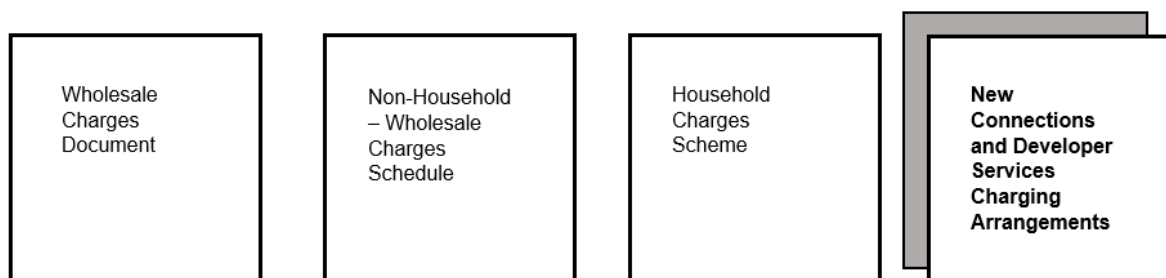 Wholesale
Charges
Document
Non-Household
– Wholesale
Charges
Schedule
Household
Charges
Scheme
New
Connections
and Developer
Services
Charging
Arrangements